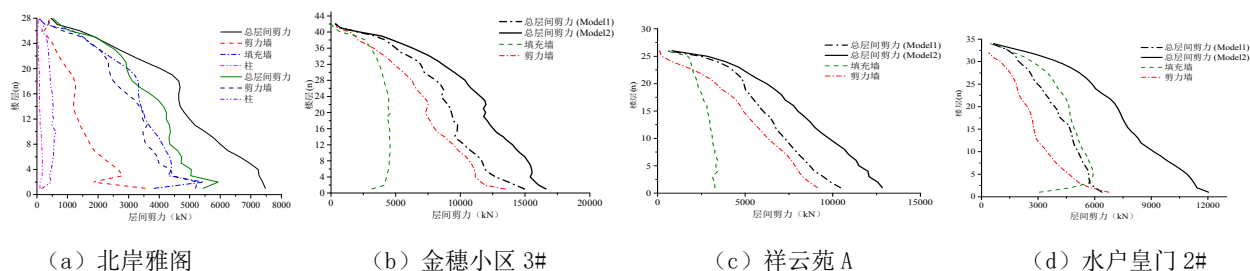 总层间剪力
剪力墙
填充墙
柱
总层间剪力
剪力墙
柱
楼层(n)
28
24
20
16
12
8
4
0
0 1000 2000 3000 4000 5000 6000 7000 8000
层间剪力（kN）
（a）北岸雅阁
总层间剪力 (Model1)
总层间剪力 (Model2)
填充墙
剪力墙
楼层(n)
44
40
36
32
28
24
20
16
12
8
4
0
0 5000 10000 15000 20000
层间剪力（kN）
（b）金穗小区 3#
总层间剪力 (Model1)
总层间剪力 (Model2)
填充墙
剪力墙
楼层(n)
30
25
20
15
10
5
0
0 5000 10000 15000
层间剪力（kN）
（c）祥云苑 A
总层间剪力 (Model1)
总层间剪力 (Model2)
填充墙
剪力墙
楼层(n)
35
30
25
20
15
10
5
0
0 3000 6000 9000 12000
层间剪力（kN）
（d）水户皇门 2#